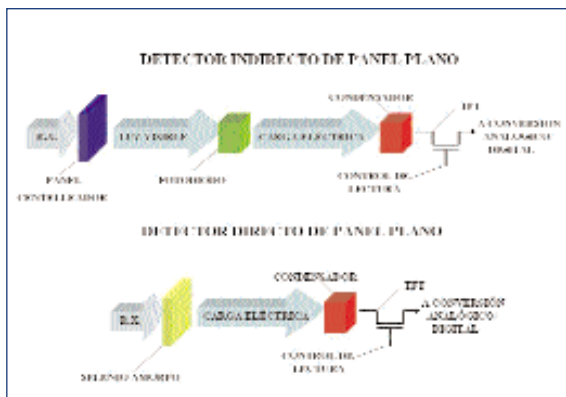 DETECTOR INDIRECTO DE PANEL PLANO
CONDENSADOR
TFT
R.X.
LUZ VISIBLE
CARGA ELÉCTRICA
A CONVERSIÓN
ANALÓGICO
DIGITAL
PANEL
CENTELLEADOR
FOTODIODO
CONTROL DE
LECTURA
DETECTOR DIRECTO DE PANEL PLANO
CONDENSADOR
TFT
R.X.
CARGA ELÉCTRICA
A CONVERSIÓN
ANALÓGICO-
DIGITAL
SELENIO AMORFO
CONTROL DE
LECTURA